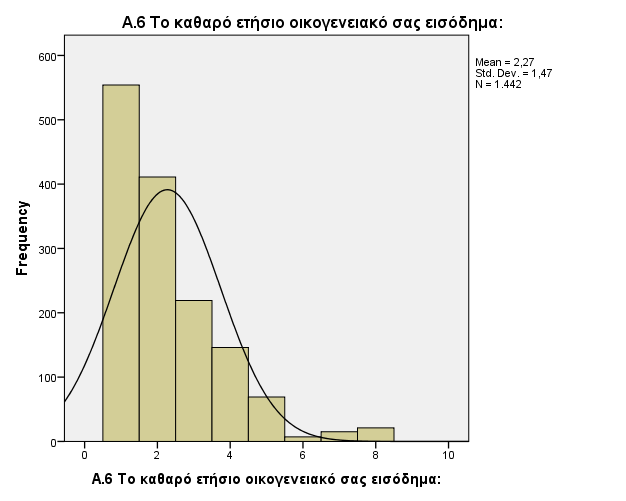 A.6 Το καθαρό ετήσιο οικογενειακό σας εισόδημα:
Mean = 2,27
Std. Dev. = 1,47
N = 1.442
Frequency
600
500
400
300
200
100
0
0 2 4 6 8 10
A.6 Το καθαρό ετήσιο οικογενειακό σας εισόδημα: